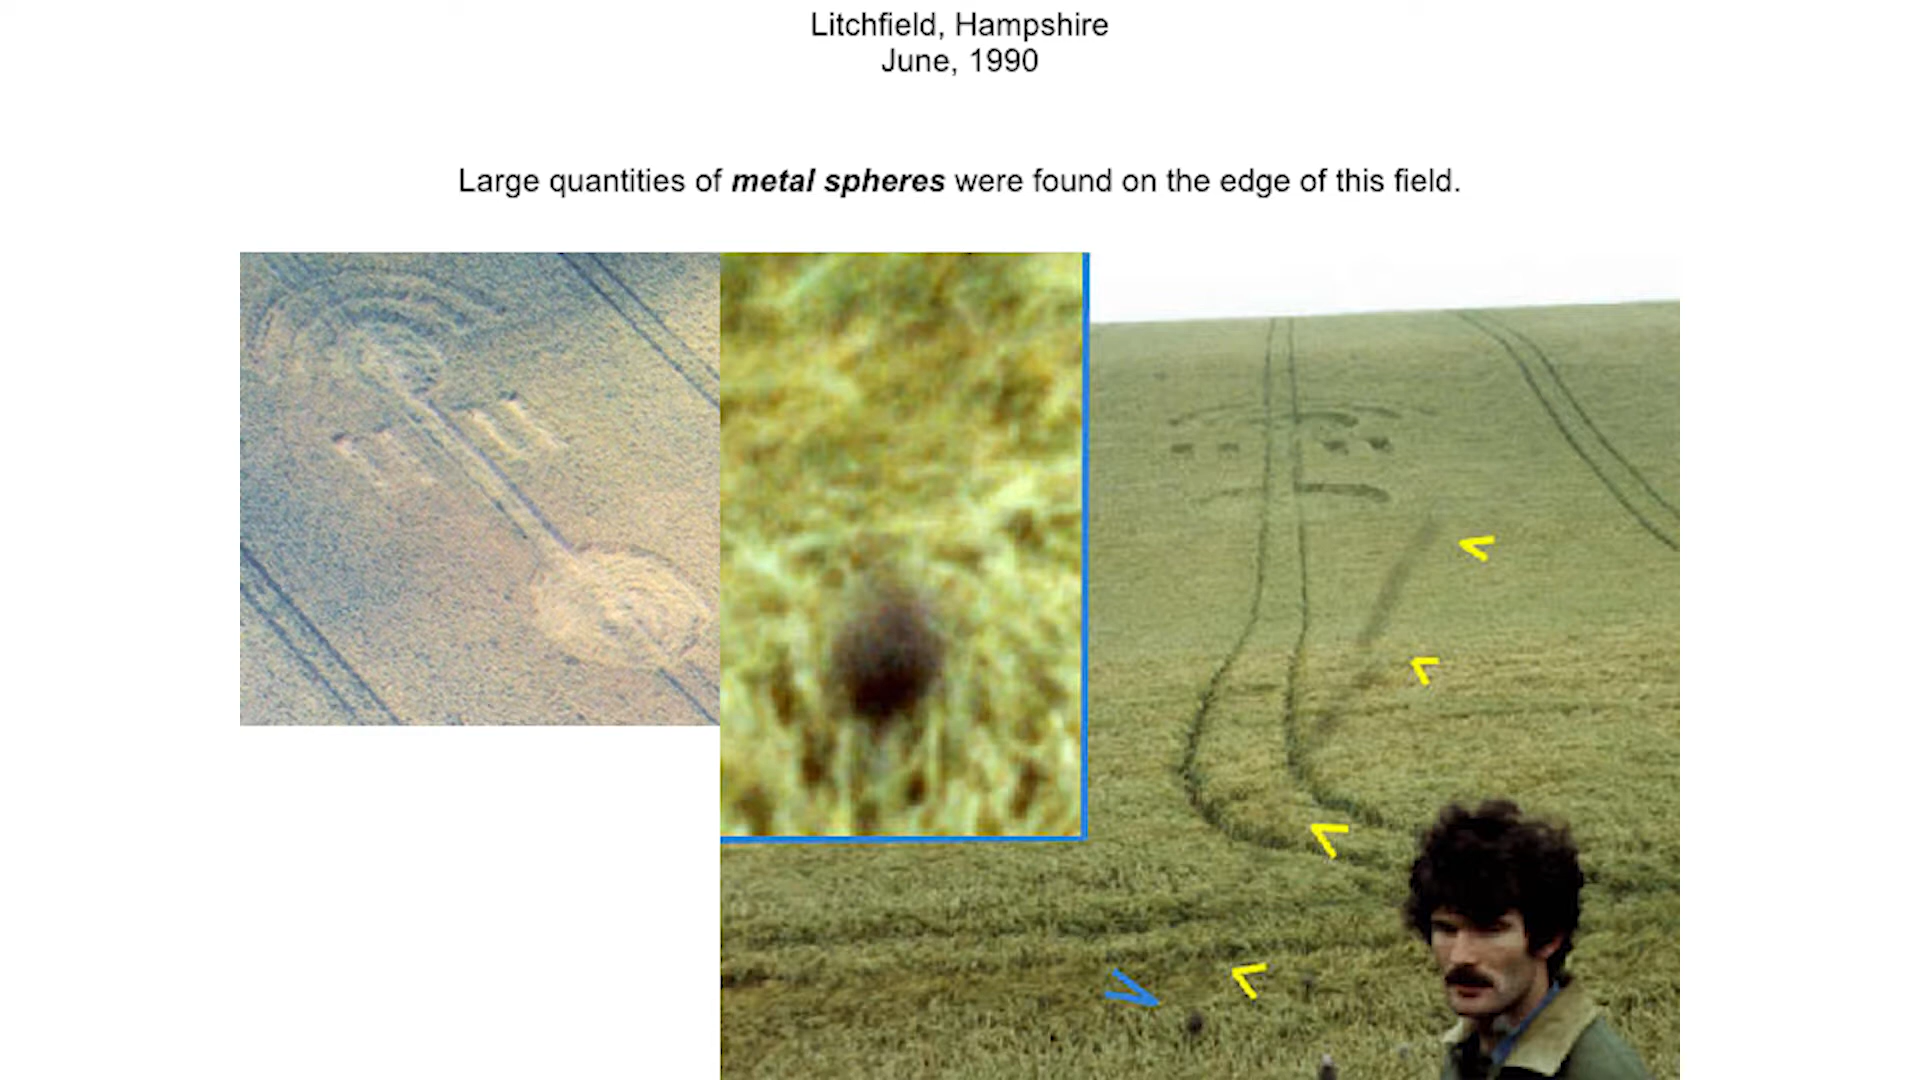 Litchfield, Hampshire
June, 1990
Large quantities of metal spheres were found on the edge of this field.